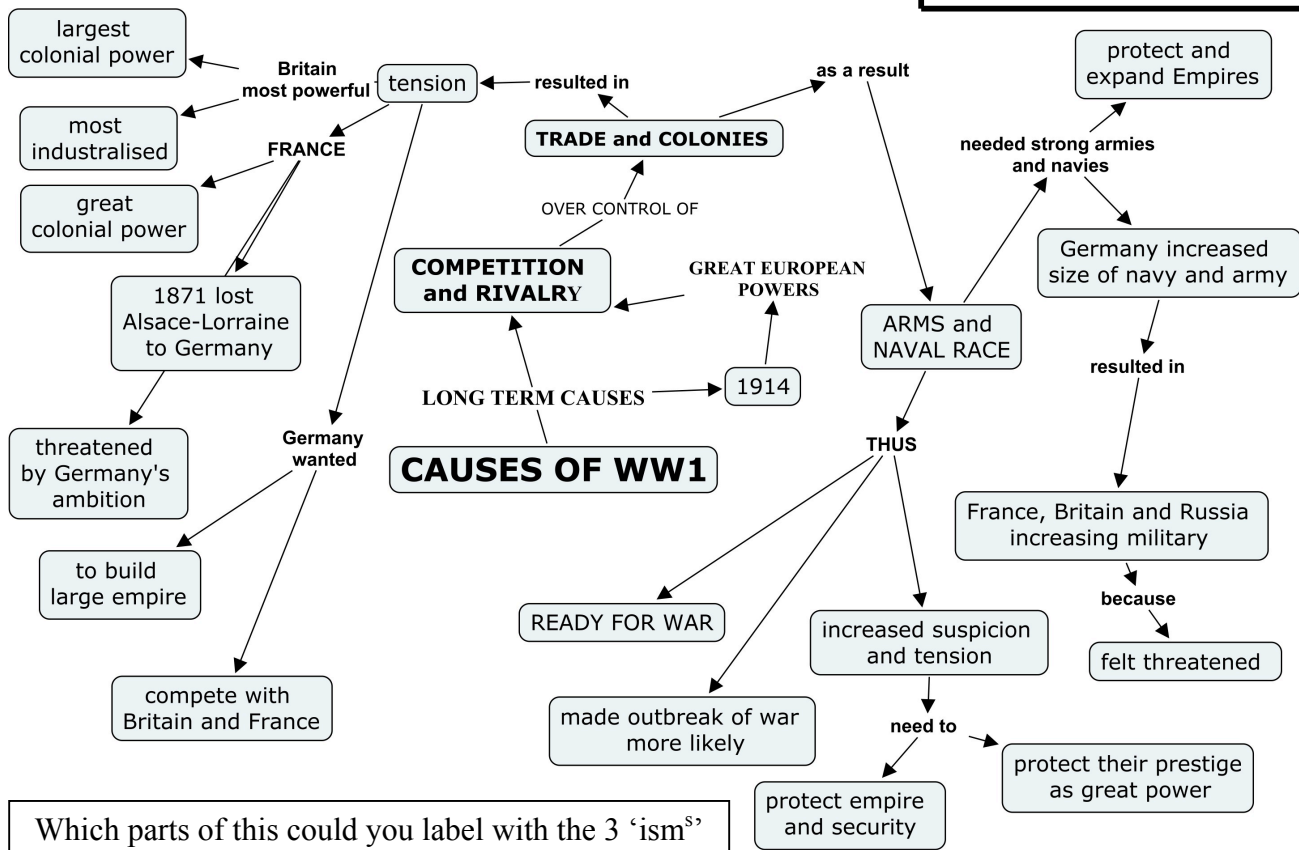 largest
colonial power
Britain
most powerful
tension
resulted in
as a result
protect and
expand Empires
most
industralised
FRANCE
TRADE and COLONIES
needed strong armies
and navies
great
colonial power
OVER CONTROL OF
COMPETITION
and RIVALRY
GREAT EUROPEAN
POWERS
Germany increased
size of navy and army
1871 lost
Alsace-Lorraine
to Germany
ARMS and
NAVAL RACE
resulted in
LONG TERM CAUSES
1914
threatened
by Germany's
ambition
Germany
wanted
CAUSES OF WW1
THUS
France, Britain and Russia
increasing military
to build
large empire
READY FOR WAR
increased suspicion
and tension
because
felt threatened
compete with
Britain and France
made outbreak of war
more likely
need to
protect their prestige
as great power
protect empire
and security
Which parts of this could you label with the 3 ‘isms’